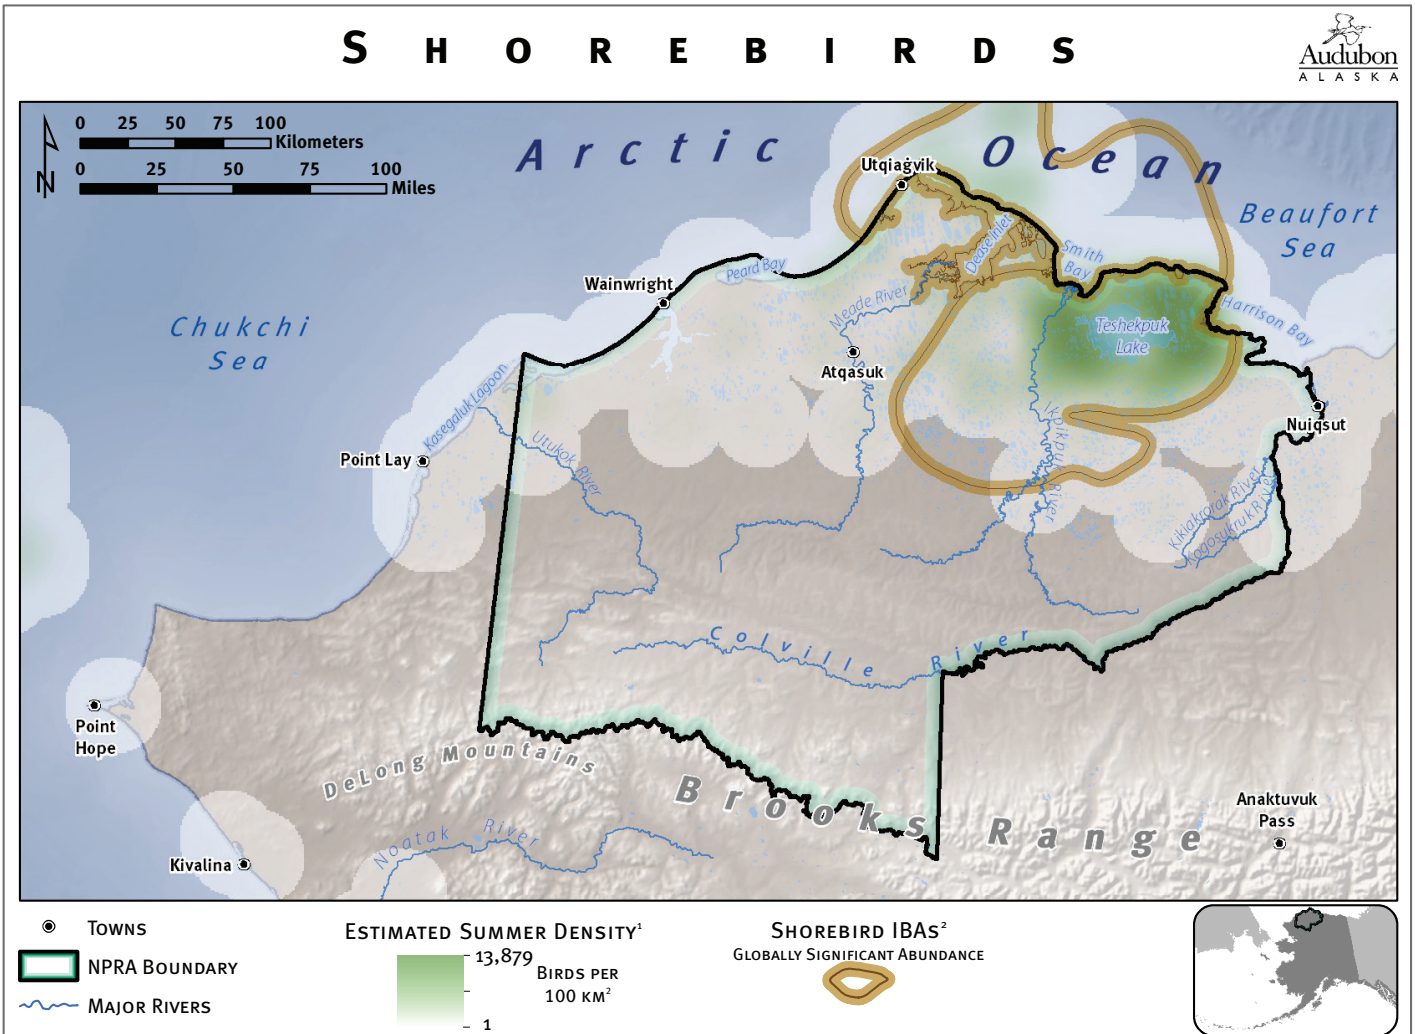 SHOREBIRDS
Audubon
ALASKA
0 25 50 75 100
Kilometers
0 25 50 75 100
Miles
N
Arctic Ocean
Utqiaġvik
Beaufort
Sea
Dease Inlet
Smith
Bay
Peard Bay
Wainwright
Meade River
Harrison Bay
Teshekpuk
Lake
Chukchi
Sea
Atqasuk
Kasegaluk Lagoon
Nuiqsut
Utukok River
Ikpikpuk River
Point Lay
Kikiakrorak River
Kogosukruk River
Colville River
Point
Hope
DeLong Mountains
Brooks Range
Anaktuvuk
Pass
Noatak River
Kivalina
TOWNS
NPRA BOUNDARY
MAJOR RIVERS
ESTIMATED SUMMER DENSITY¹
13,879
BIRDS PER
100 KM²
1
SHOREBIRD IBAS²
GLOBALLY SIGNIFICANT ABUNDANCE